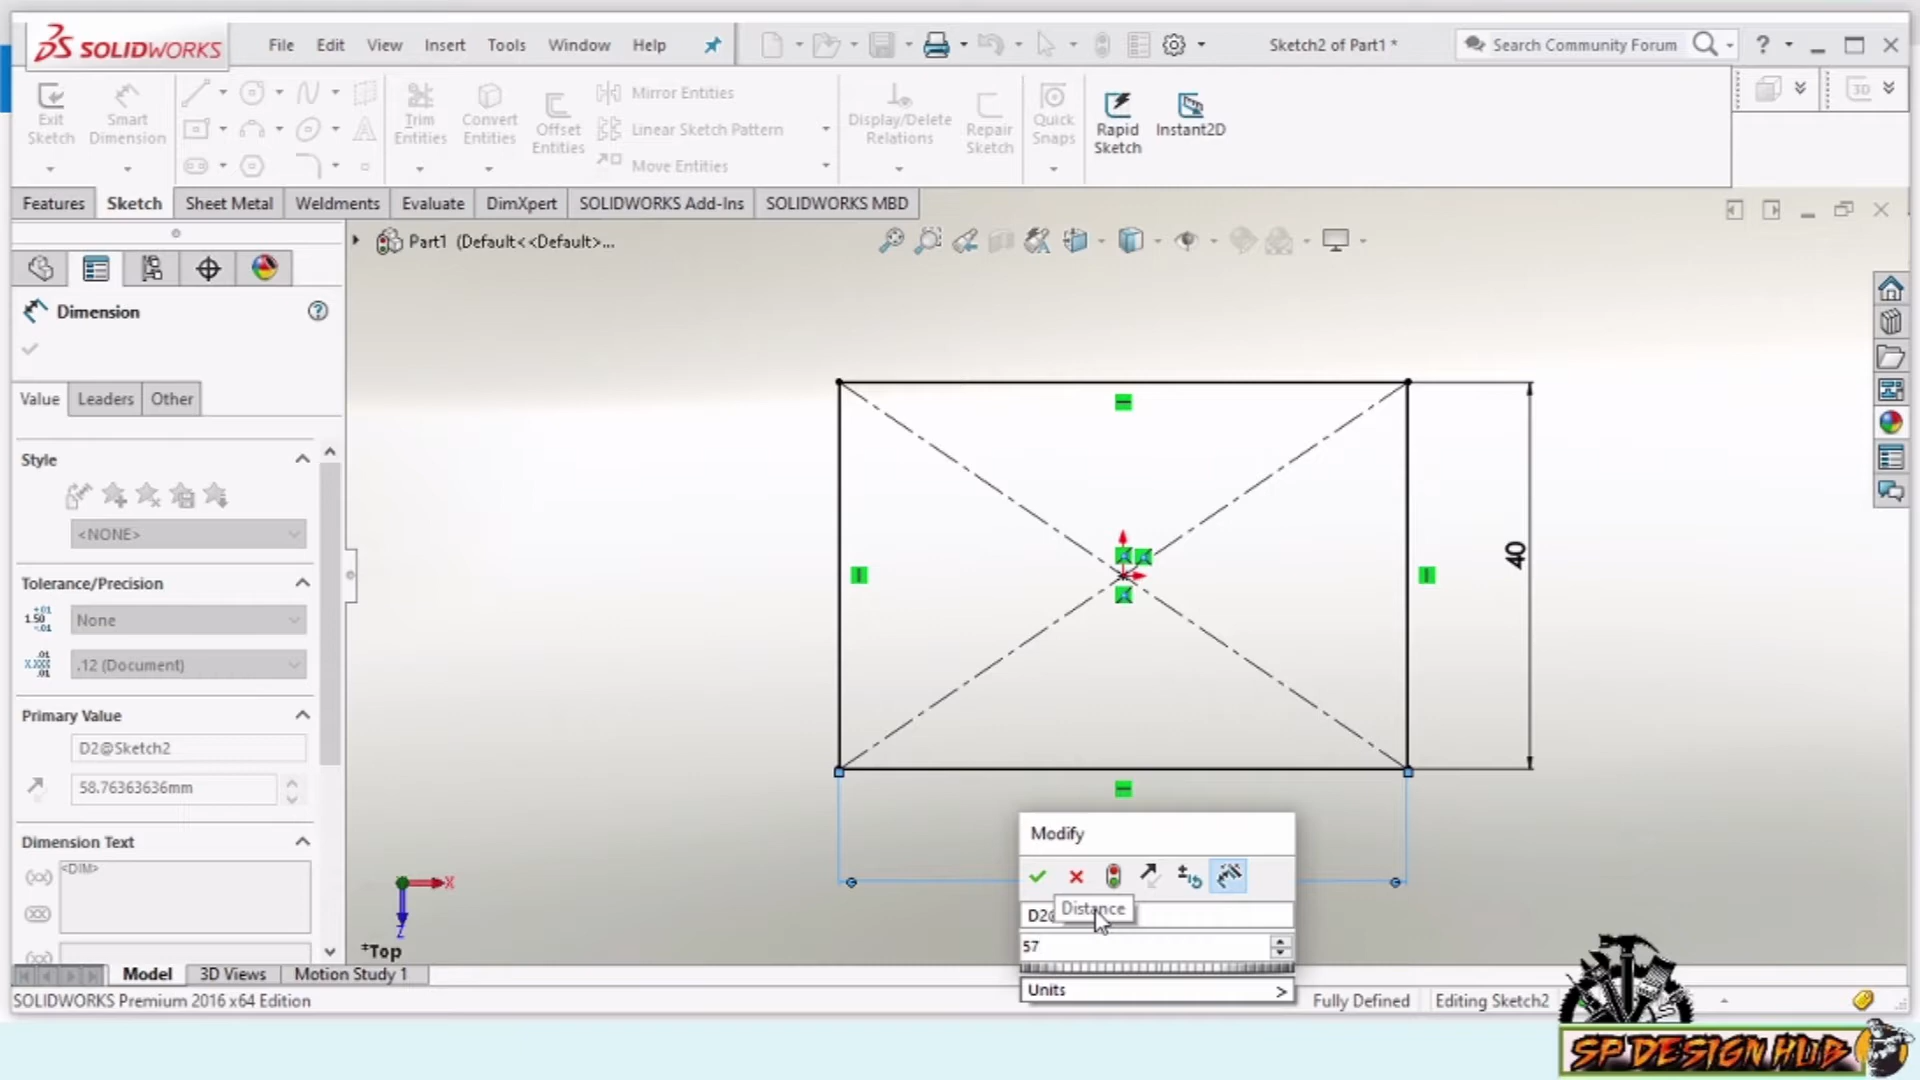 SOLIDWORKS File Edit View Insert Tools Window Help Sketch2 of Part1 * Search Community Forum ?
Exit Sketch
Smart Dimension
Trim Entities
Convert Entities
Offset Entities
Mirror Entities
Linear Sketch Pattern
Move Entities
Display/Delete Relations
Repair Sketch
Quick Snaps
Rapid Sketch
Instant2D
3D
Features Sketch Sheet Metal Weldments Evaluate DimXpert SOLIDWORKS Add-Ins SOLIDWORKS MBD
Part1 (Default<<Default>...
Dimension
Value Leaders Other
Style
<NONE>
Tolerance/Precision
None
.12 (Document)
Primary Value
D2@Sketch2
58.76363636mm
Dimension Text
<DIM>
40
X
Z
*Top
Modify
D2@
Distance
57
Units >
Model 3D Views Motion Study 1
SOLIDWORKS Premium 2016 x64 Edition
Fully Defined Editing Sketch2
SP DESIGN HUB